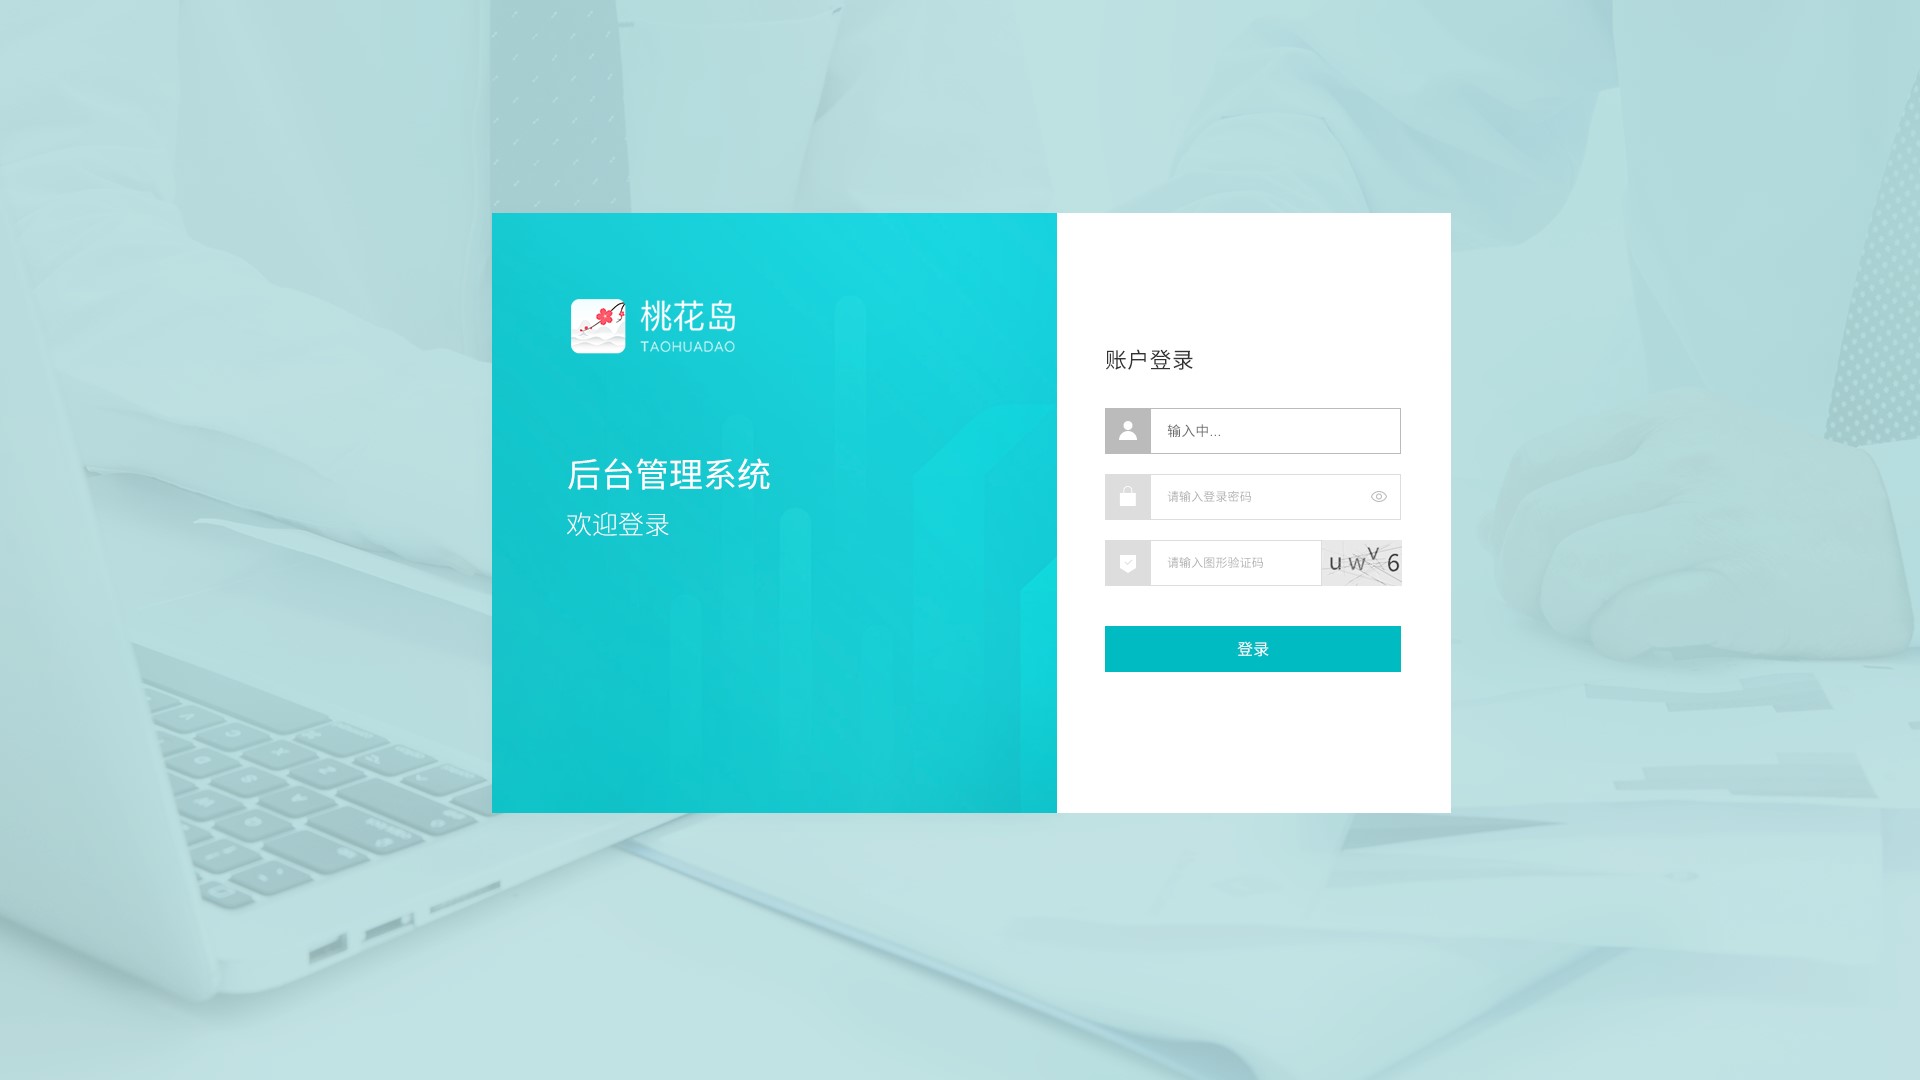 桃花岛
TAOHUADAO
后台管理系统
欢迎登录
账户登录
输入中...
请输入登录密码
请输入图形验证码
u w v 6
登录